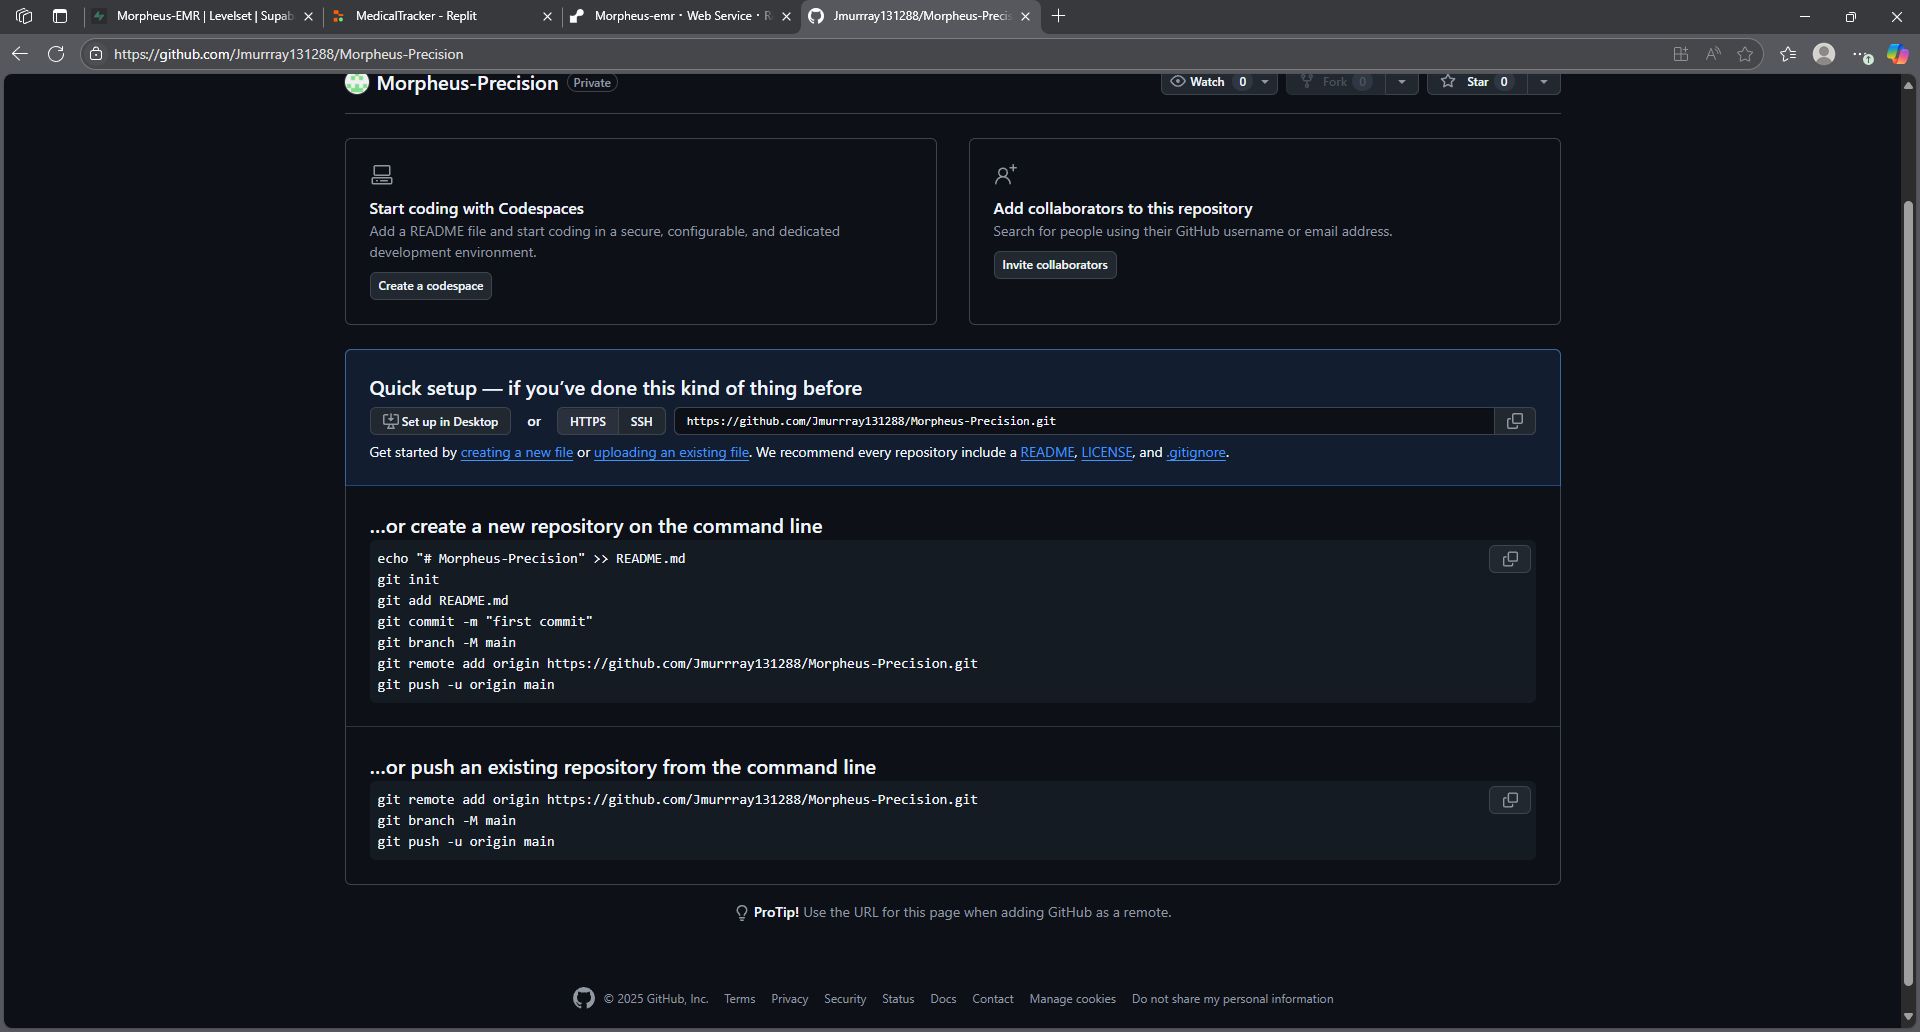 Morpheus-EMR | Levelset | Supab
MedicalTracker - Replit
Morpheus-emr · Web Service · R
Jmurrray131288/Morpheus-Precis
https://github.com/Jmurrray131288/Morpheus-Precision
Morpheus-Precision Private
Watch 0
Fork 0
Star 0
Start coding with Codespaces
Add a README file and start coding in a secure, configurable, and dedicated
development environment.
Create a codespace
Add collaborators to this repository
Search for people using their GitHub username or email address.
Invite collaborators
Quick setup — if you’ve done this kind of thing before
Set up in Desktop or HTTPS SSH https://github.com/Jmurrray131288/Morpheus-Precision.git
Get started by creating a new file or uploading an existing file. We recommend every repository include a README, LICENSE, and .gitignore.
…or create a new repository on the command line
echo "# Morpheus-Precision" >> README.md
git init
git add README.md
git commit -m "first commit"
git branch -M main
git remote add origin https://github.com/Jmurrray131288/Morpheus-Precision.git
git push -u origin main
…or push an existing repository from the command line
git remote add origin https://github.com/Jmurrray131288/Morpheus-Precision.git
git branch -M main
git push -u origin main
ProTip! Use the URL for this page when adding GitHub as a remote.
© 2025 GitHub, Inc. Terms Privacy Security Status Docs Contact Manage cookies Do not share my personal information